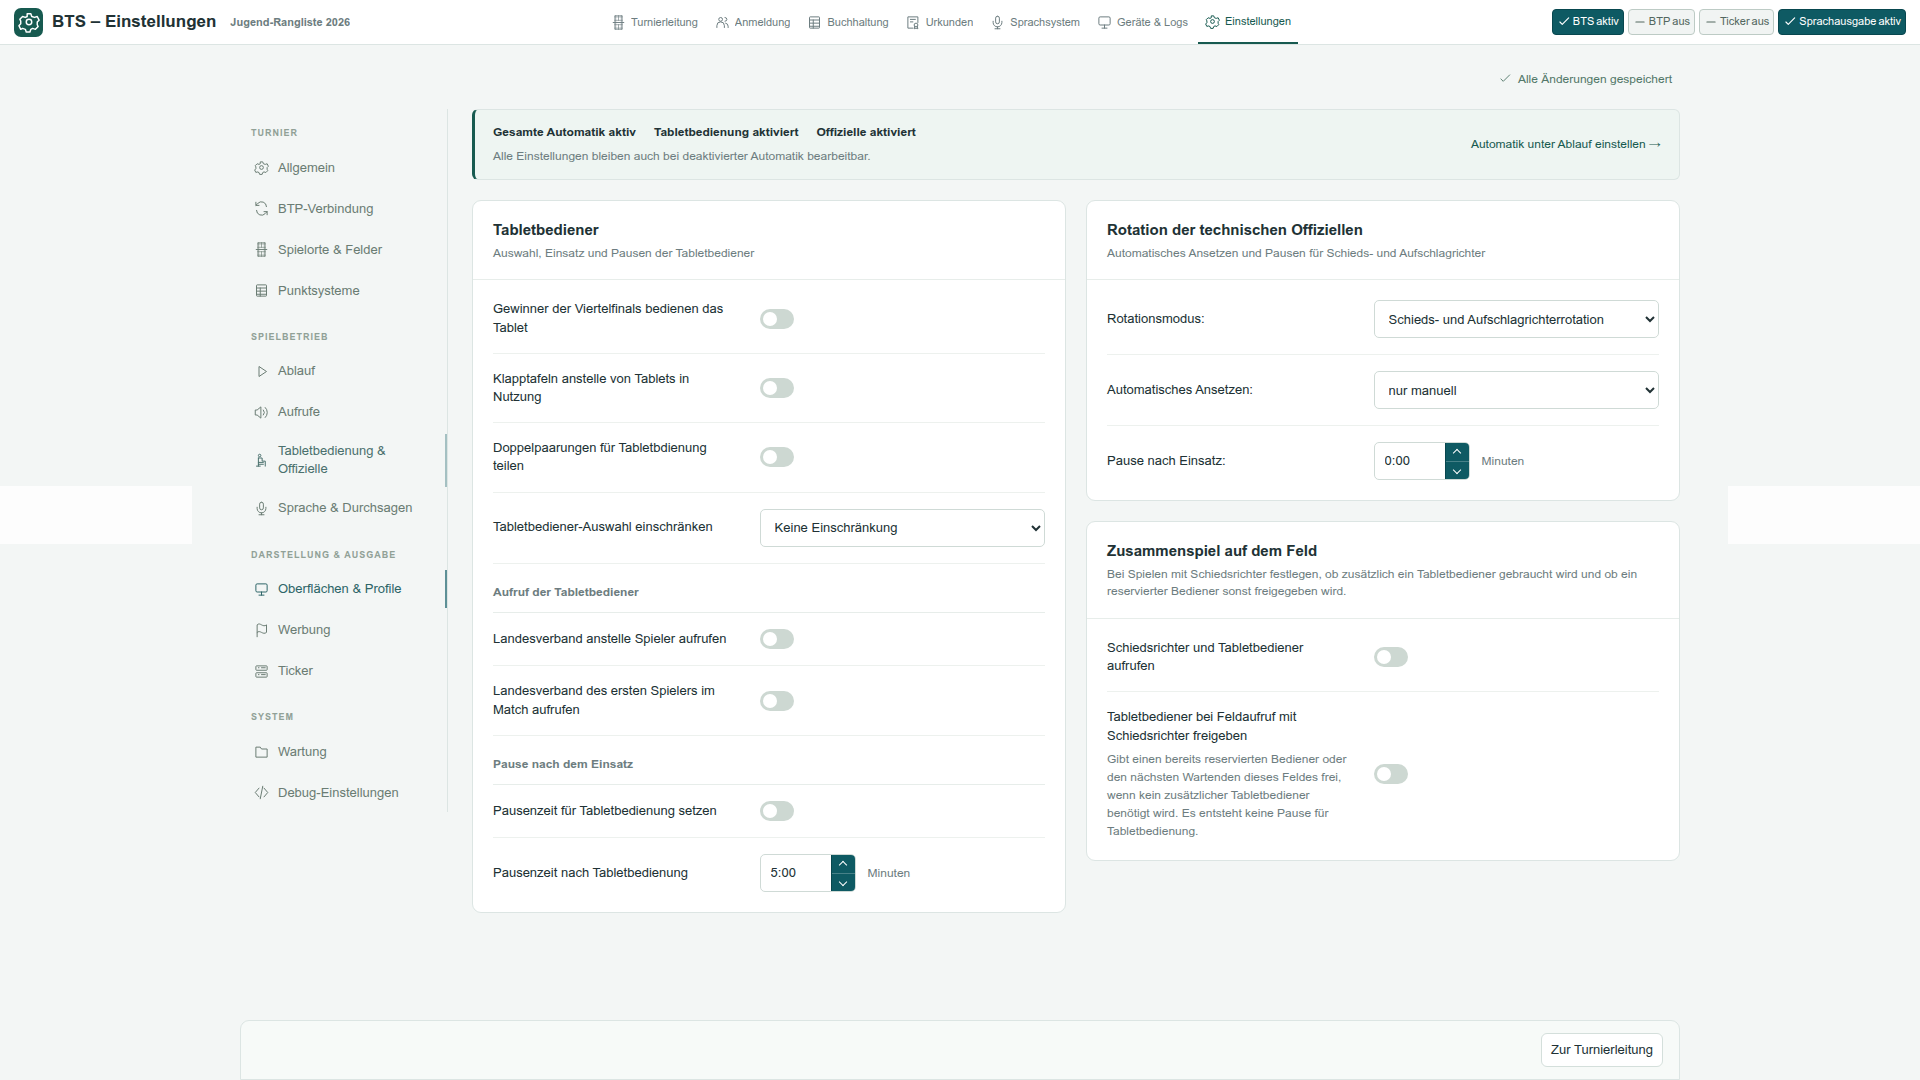 BTS – Einstellungen
Jugend-Rangliste 2026
Turnierleitung
Anmeldung
Buchhaltung
Urkunden
Sprachsystem
Geräte & Logs
Einstellungen
BTS aktiv
BTP aus
Ticker aus
Sprachausgabe aktiv
Alle Änderungen gespeichert
TURNIER
Allgemein
BTP-Verbindung
Spielorte & Felder
Punktsysteme
SPIELBETRIEB
Ablauf
Aufrufe
Tabletbedienung &
Offizielle
Sprache & Durchsagen
DARSTELLUNG & AUSGABE
Oberflächen & Profile
Werbung
Ticker
SYSTEM
Wartung
Debug-Einstellungen
Gesamte Automatik aktiv Tabletbedienung aktiviert Offizielle aktiviert
Alle Einstellungen bleiben auch bei deaktivierter Automatik bearbeitbar.
Automatik unter Ablauf einstellen →
Tabletbediener
Auswahl, Einsatz und Pausen der Tabletbediener
Gewinner der Viertelfinals bedienen das
Tablet
Klapptafeln anstelle von Tablets in
Nutzung
Doppelpaarungen für Tabletbdienung
teilen
Tabletbediener-Auswahl einschränken
Keine Einschränkung
Aufruf der Tabletbediener
Landesverband anstelle Spieler aufrufen
Landesverband des ersten Spielers im
Match aufrufen
Pause nach dem Einsatz
Pausenzeit für Tabletbedienung setzen
Pausenzeit nach Tabletbedienung
5:00
Minuten
Rotation der technischen Offiziellen
Automatisches Ansetzen und Pausen für Schieds- und Aufschlagrichter
Rotationsmodus:
Schieds- und Aufschlagrichterrotation
Automatisches Ansetzen:
nur manuell
Pause nach Einsatz:
0:00
Minuten
Zusammenspiel auf dem Feld
Bei Spielen mit Schiedsrichter festlegen, ob zusätzlich ein Tabletbediener gebraucht wird und ob ein
reservierter Bediener sonst freigegeben wird.
Schiedsrichter und Tabletbediener
aufrufen
Tabletbediener bei Feldaufruf mit
Schiedsrichter freigeben
Gibt einen bereits reservierten Bediener oder
den nächsten Wartenden dieses Feldes frei,
wenn kein zusätzlicher Tabletbediener
benötigt wird. Es entsteht keine Pause für
Tabletbedienung.
Zur Turnierleitung